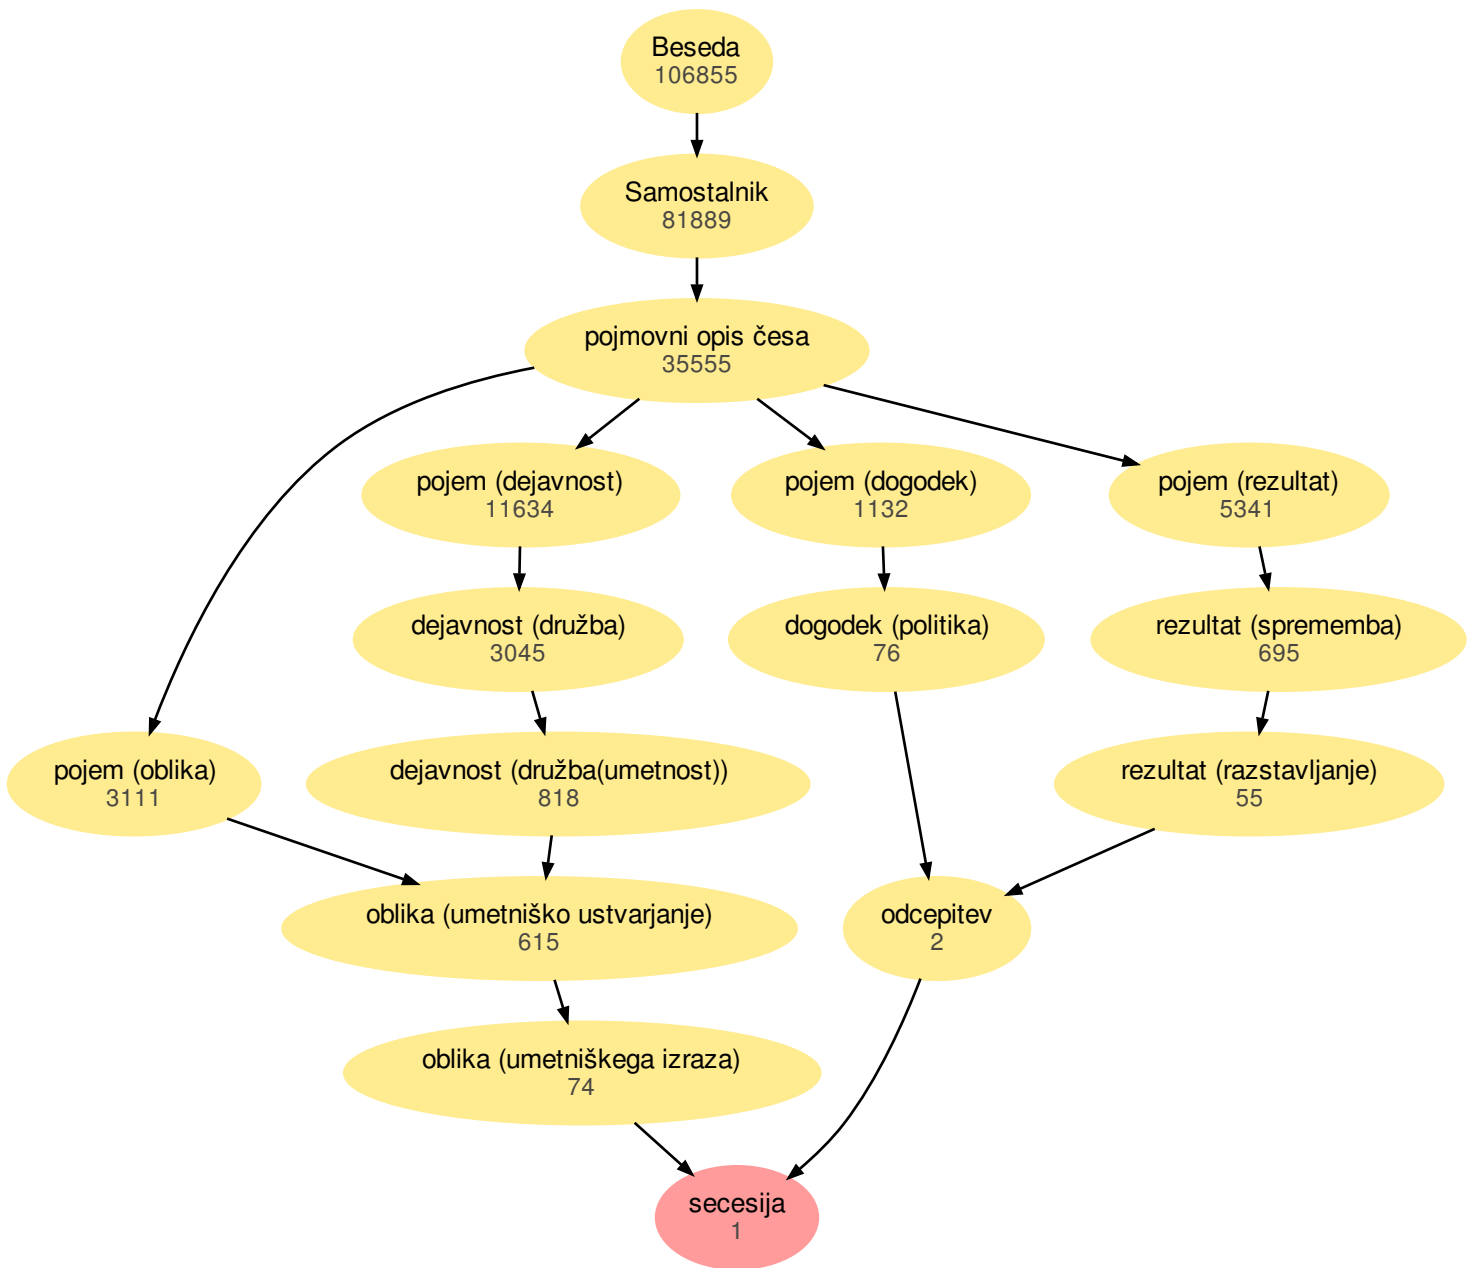 Beseda
106855
Samostalnik
81889
pojmovni opis česa
35555
pojem (dejavnost)
11634
pojem (dogodek)
1132
pojem (rezultat)
5341
dejavnost (družba)
3045
dogodek (politika)
76
rezultat (sprememba)
695
pojem (oblika)
3111
dejavnost (družba(umetnost))
818
rezultat (razstavljanje)
55
oblika (umetniško ustvarjanje)
615
odcepitev
2
oblika (umetniškega izraza)
74
secesija
1